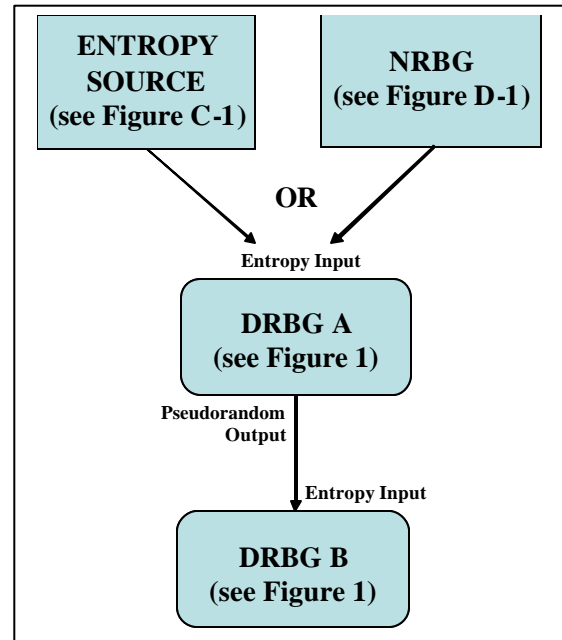 ENTROPY
SOURCE
(see Figure C-1)
NRBG
(see Figure D-1)
OR
Entropy Input
DRBG A
(see Figure 1)
Pseudorandom
Output
Entropy Input
DRBG B
(see Figure 1)